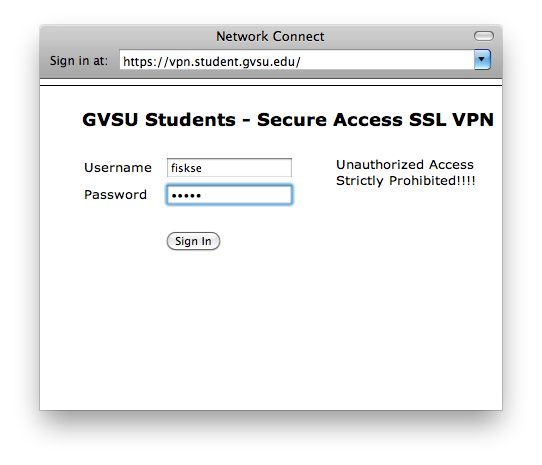 Network Connect
Sign in at: https://vpn.student.gvsu.edu/
GVSU Students - Secure Access SSL VPN
Username fiskse
Unauthorized Access
Strictly Prohibited!!!!
Password •••••
Sign In